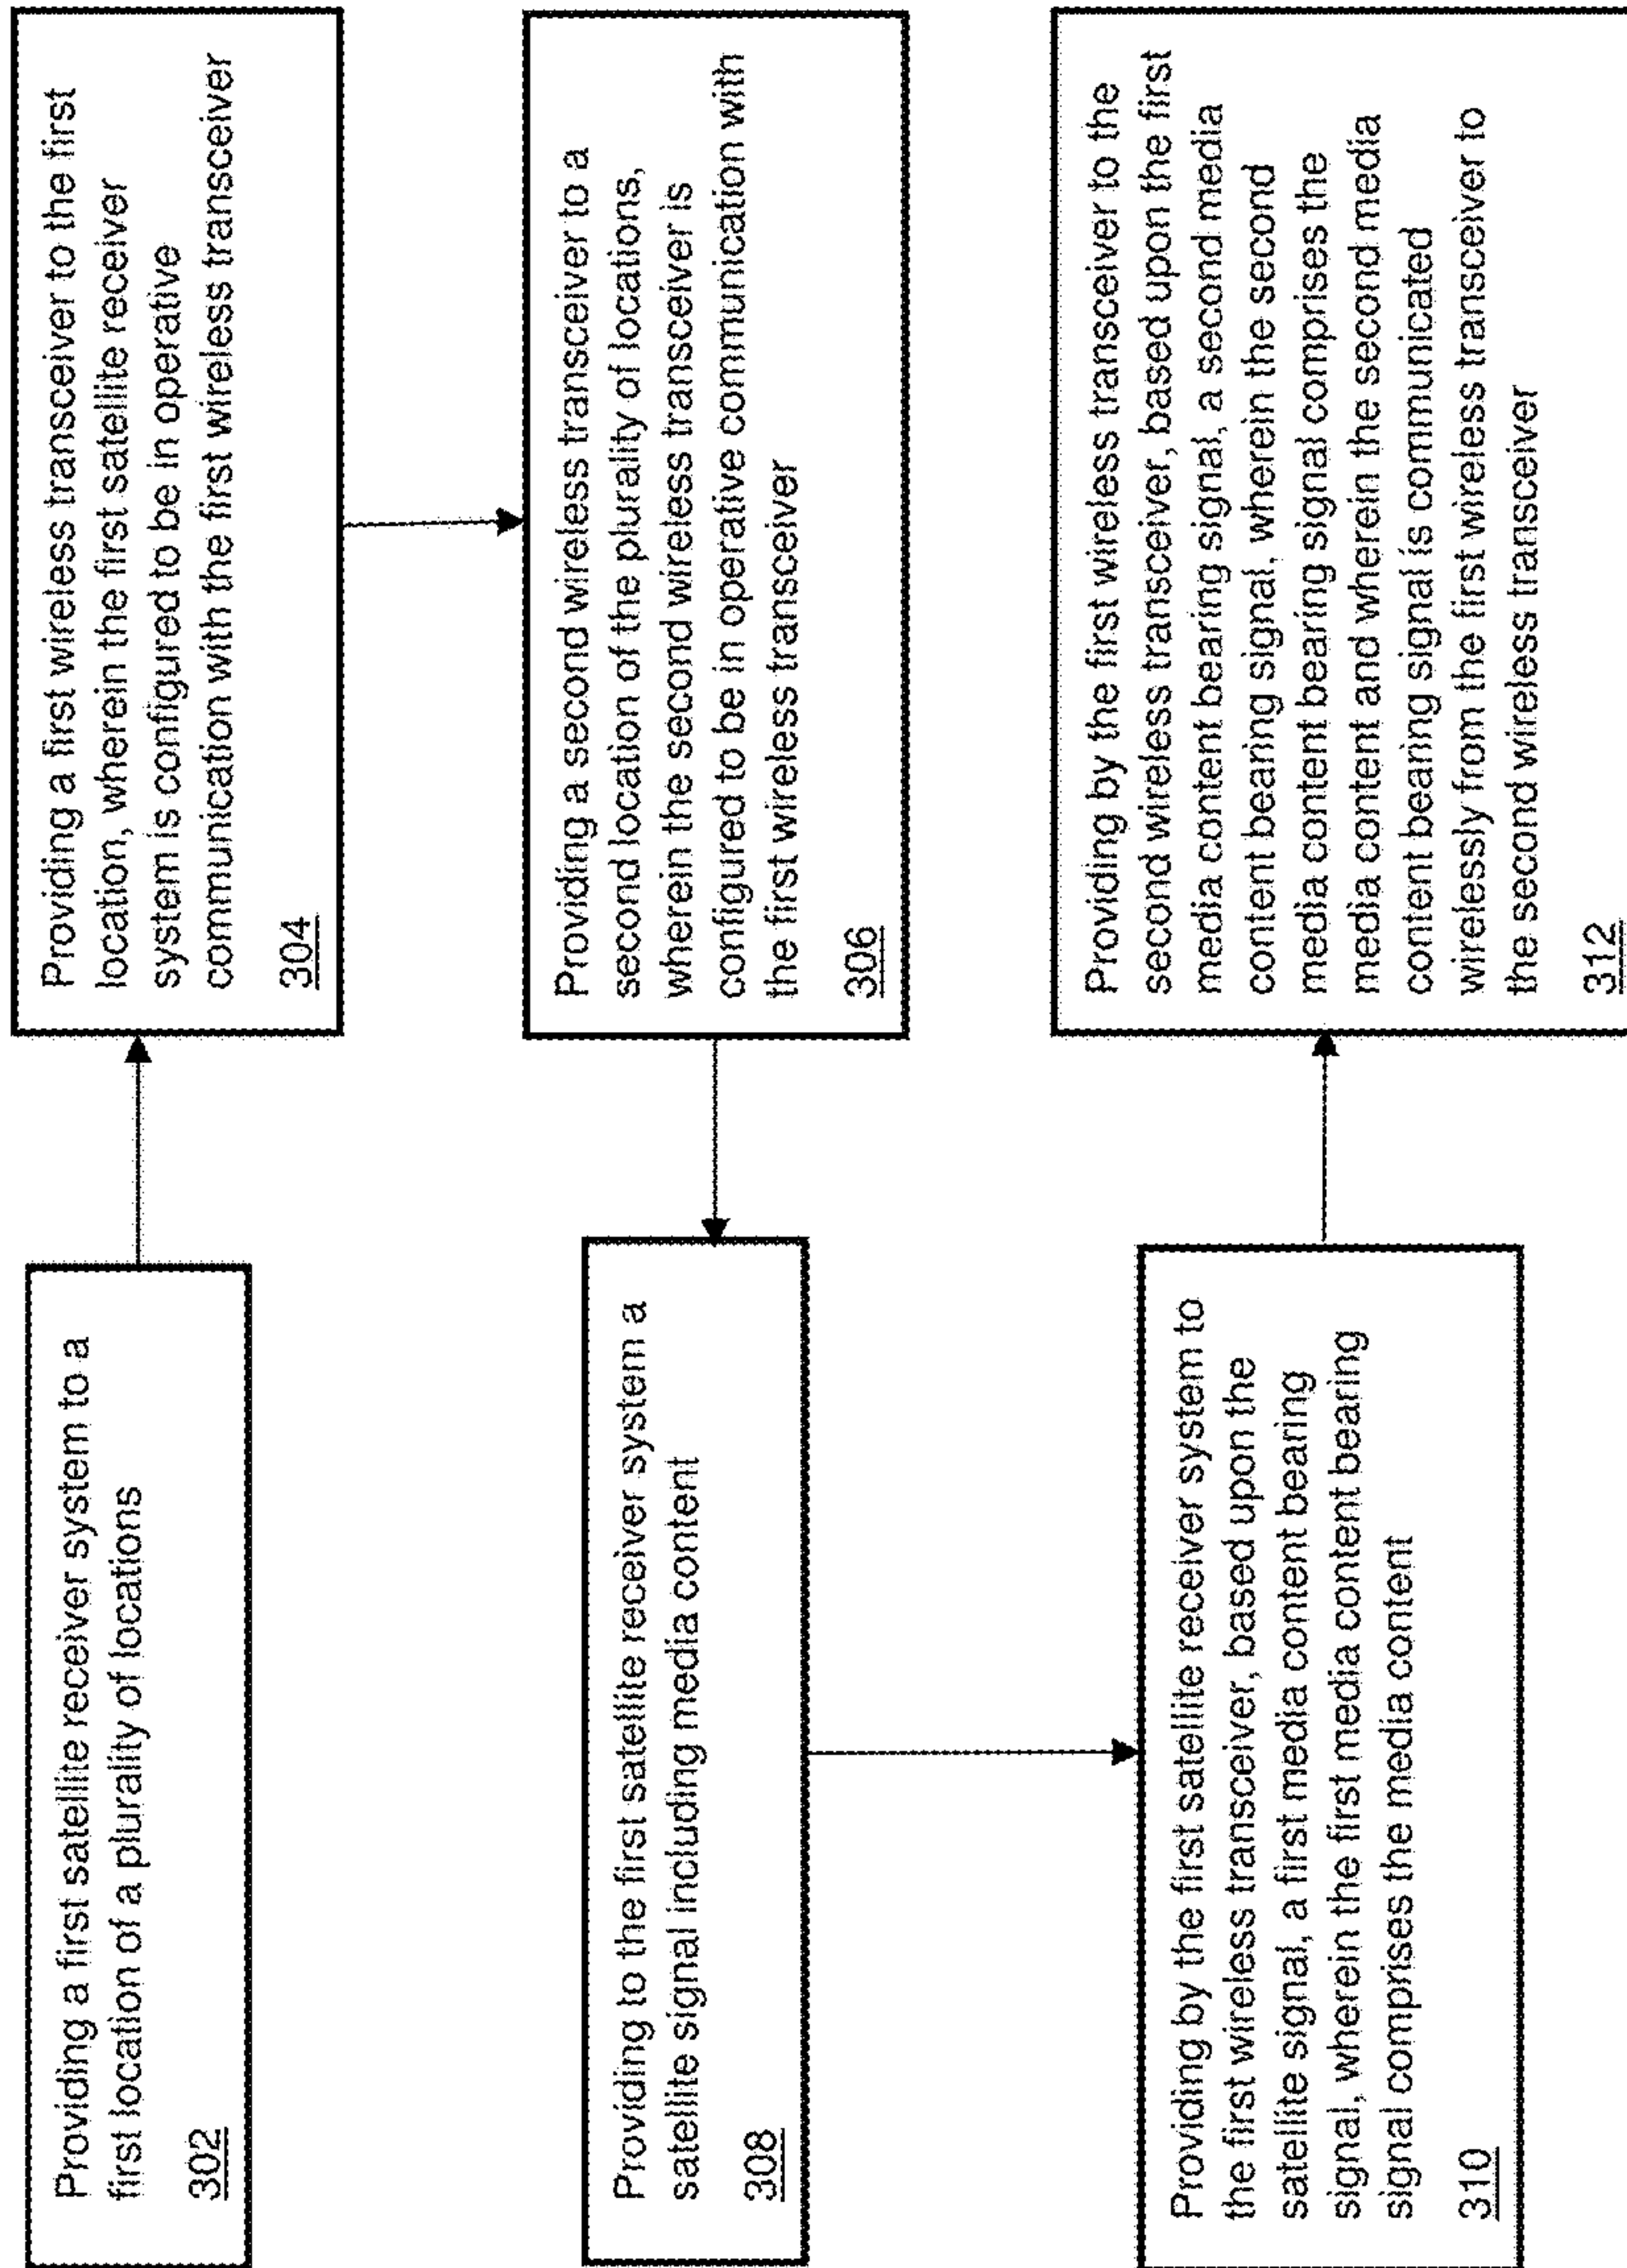 Providing a first satellite receiver system to a
first location of a plurality of locations
302
Providing a first wireless transceiver to the first
location, wherein the first satellite receiver
system is configured to be in operative
communication with the first wireless transceiver
304
Providing a second wireless transceiver to a
second location of the plurality of locations,
wherein the second wireless transceiver is
configured to be in operative communication with
the first wireless transceiver
306
Providing to the first satellite receiver system a
satellite signal including media content
308
Providing by the first satellite receiver system to
the first wireless transceiver, based upon the
satellite signal, a first media content bearing
signal, wherein the first media content bearing
signal comprises the media content
310
Providing by the first wireless transceiver to the
second wireless transceiver, based upon the first
media content bearing signal, a second media
content bearing signal, wherein the second
media content bearing signal comprises the
media content and wherein the second media
content bearing signal is communicated
wirelessly from the first wireless transceiver to
the second wireless transceiver
312